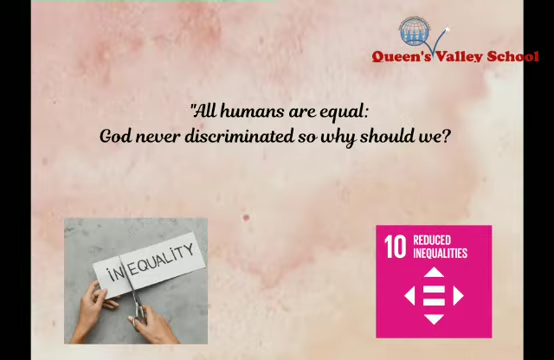 Queen's Valley School
"All humans are equal:
God never discriminated so why should we?
INEQUALITY
10 REDUCED
INEQUALITIES